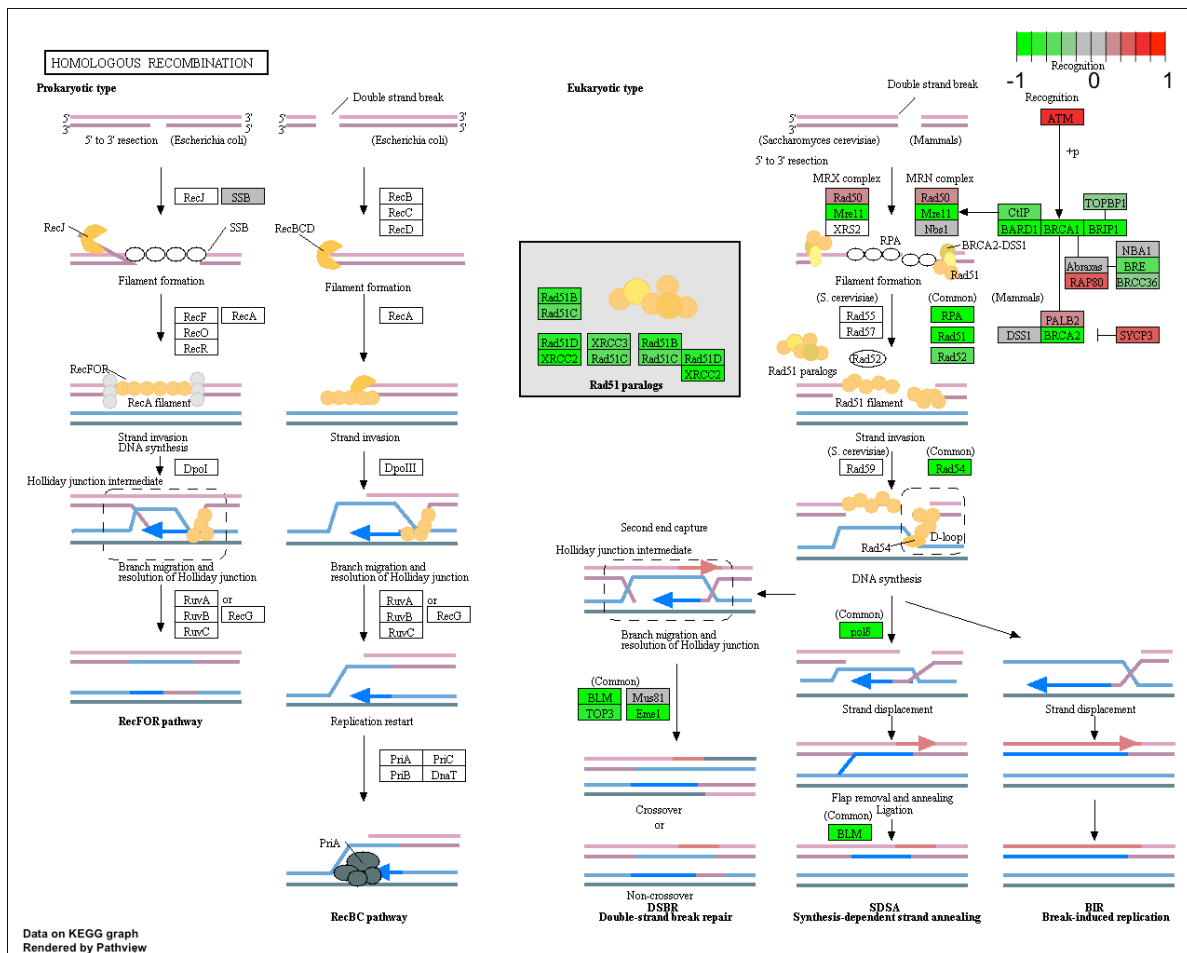 HOMOLOGOUS RECOMBINATION
Prokaryotic type
Double strand break
5'
3'
3'
5'
5' to 3' resection
(Escherichia coli)
5'
3'
3'
5'
(Escherichia coli)
RecJ
SSB
RecB
RecC
RecD
RecJ
SSB
RecBCD
Filament formation
Filament formation
RecF
RecA
RecO
RecR
RecA
RecFOR
RecA filament
Strand invasion
DNA synthesis
Strand invasion
DpoI
DpoIII
Holliday junction intermediate
Branch migration and
resolution of Holliday junction
Branch migration and
resolution of Holliday junction
RuvA
or
RuvB
RecG
RuvC
RuvA
or
RuvB
RecG
RuvC
RecFOR pathway
Replication restart
PriA
PriC
PriB
DnaT
PriA
RecBC pathway
Eukaryotic type
Double strand break
(Saccharomyces cerevisiae)
(Mammals)
5' to 3' resection
Recognition
-1
0
1
Recognition
ATM
+p
MRX complex
MRN complex
Rad50
Mre11
XRS2
Rad50
Mre11
Nbs1
CtIP
TOPBP1
BARD1
BRCA1
BRIP1
RPA
BRCA2-DSS1
Rad51
Abraxas
RAP80
NBA1
BRE
BRCC36
Filament formation
(S. cerevisiae)
(Common)
(Mammals)
Rad55
Rad57
RPA
Rad51
Rad52
Rad52
PALB2
DSS1
BRCA2
SYCP3
Rad51B
Rad51C
Rad51D
XRCC2
XRCC3
Rad51C
Rad51B
Rad51C
Rad51D
XRCC2
Rad51 paralogs
Rad51 paralogs
Rad51 filament
Strand invasion
(S. cerevisiae)
(Common)
Rad59
Rad54
Rad54
D-loop
Second end capture
Holliday junction intermediate
DNA synthesis
Branch migration and
resolution of Holliday junction
(Common)
polδ
(Common)
BLM
Mus81
TOP3
Eme1
Strand displacement
Strand displacement
Crossover
or
Flap removal and annealing
Ligation
(Common)
BLM
Non-crossover
DSBR
Double-strand break repair
SDSA
Synthesis-dependent strand annealing
BIR
Break-induced replication
Data on KEGG graph
Rendered by Pathview